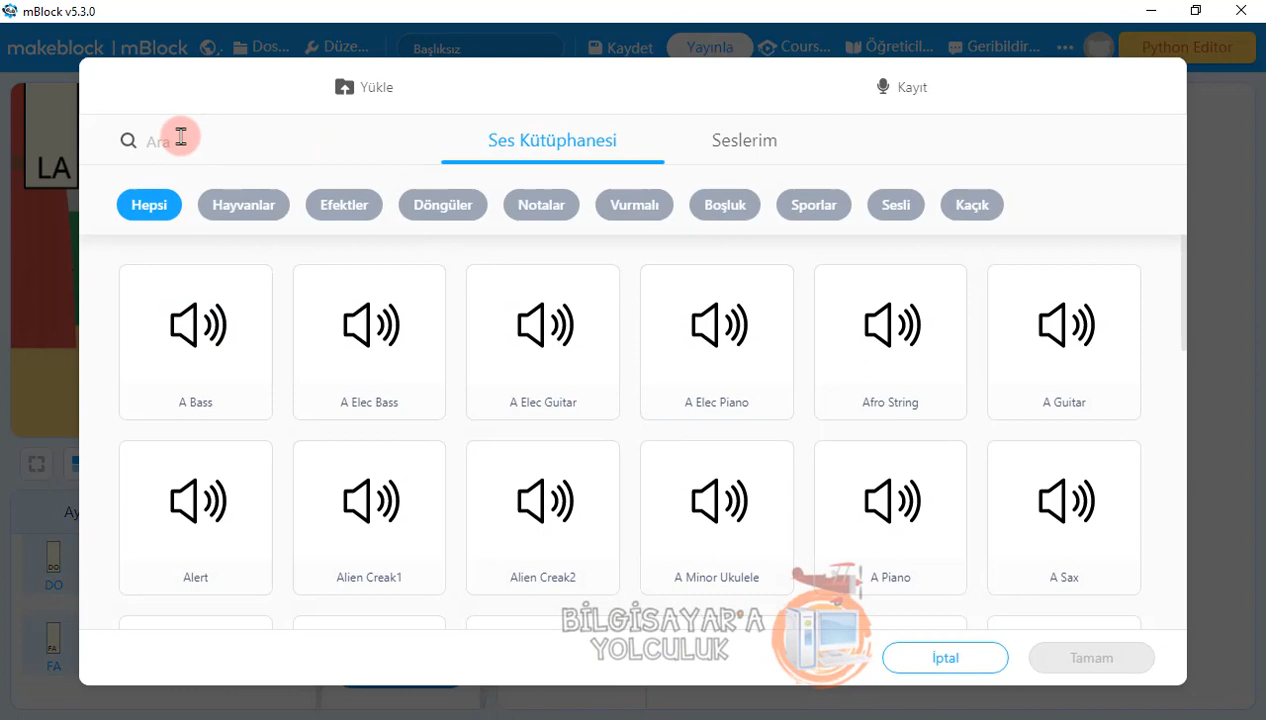 mBlock v5.3.0
makeblock | mBlock
Dos...
Düze...
Başlıksız
Kaydet
Yayınla
Cours...
Öğreticil...
Geribildir...
Python Editor
Yükle
Kayıt
Ara
Ses Kütüphanesi
Seslerim
Hepsi
Hayvanlar
Efektler
Döngüler
Notalar
Vurmalı
Boşluk
Sporlar
Sesli
Kaçık
LA
A Bass
A Elec Bass
A Elec Guitar
A Elec Piano
Afro String
A Guitar
Alert
Alien Creak1
Alien Creak2
A Minor Ukulele
A Piano
A Sax
Ay
DO
DO
FA
FA
BİLGİSAYAR'A
YOLCULUK
İptal
Tamam